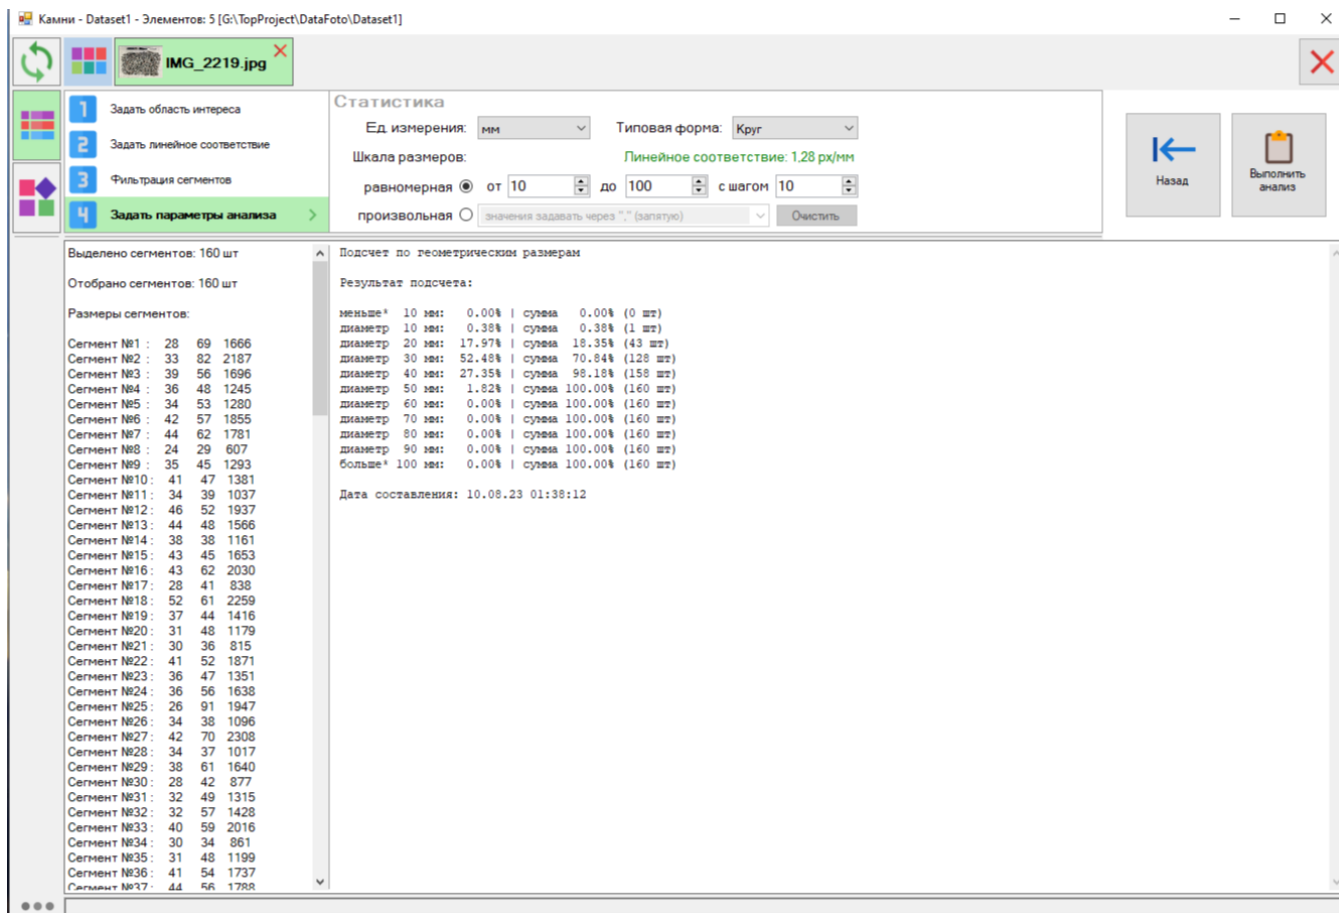 Камни - Dataset1 - Элементов: 5 [G:\TopProject\DataFoto\Dataset1]
IMG_2219.jpg
1 Задать область интереса
2 Задать линейное соответствие
3 Фильтрация сегментов
4 Задать параметры анализа
Статистика
Ед. измерения: мм Типовая форма: Круг
Шкала размеров: Линейное соответствие: 1,28 px/мм
равномерная от 10 до 100 с шагом 10
произвольная значения задавать через "," (запятую) Очистить
Назад
Выполнить
анализ
Выделено сегментов: 160 шт
Отобрано сегментов: 160 шт
Размеры сегментов:
Сегмент №1 : 28 69 1666
Сегмент №2 : 33 82 2187
Сегмент №3 : 39 56 1696
Сегмент №4 : 36 48 1245
Сегмент №5 : 34 53 1280
Сегмент №6 : 42 57 1855
Сегмент №7 : 44 62 1781
Сегмент №8 : 24 29 607
Сегмент №9 : 35 45 1293
Сегмент №10 : 41 47 1381
Сегмент №11 : 34 39 1037
Сегмент №12 : 46 52 1937
Сегмент №13 : 44 48 1566
Сегмент №14 : 38 38 1161
Сегмент №15 : 43 45 1653
Сегмент №16 : 43 62 2030
Сегмент №17 : 28 41 838
Сегмент №18 : 52 61 2259
Сегмент №19 : 37 44 1416
Сегмент №20 : 31 48 1179
Сегмент №21 : 30 36 815
Сегмент №22 : 41 52 1871
Сегмент №23 : 36 47 1351
Сегмент №24 : 36 56 1638
Сегмент №25 : 26 91 1947
Сегмент №26 : 34 38 1096
Сегмент №27 : 42 70 2308
Сегмент №28 : 34 37 1017
Сегмент №29 : 38 61 1640
Сегмент №30 : 28 42 877
Сегмент №31 : 32 49 1315
Сегмент №32 : 32 57 1428
Сегмент №33 : 40 59 2016
Сегмент №34 : 30 34 861
Сегмент №35 : 31 48 1199
Сегмент №36 : 41 54 1737
Сегмент №37 : 44 56 1788
Подсчет по геометрическим размерам
Результат подсчета:
меньше* 10 мм: 0.00% | сумма 0.00% (0 шт)
диаметр 10 мм: 0.38% | сумма 0.38% (1 шт)
диаметр 20 мм: 17.97% | сумма 18.35% (43 шт)
диаметр 30 мм: 52.48% | сумма 70.84% (128 шт)
диаметр 40 мм: 27.35% | сумма 98.18% (158 шт)
диаметр 50 мм: 1.82% | сумма 100.00% (160 шт)
диаметр 60 мм: 0.00% | сумма 100.00% (160 шт)
диаметр 70 мм: 0.00% | сумма 100.00% (160 шт)
диаметр 80 мм: 0.00% | сумма 100.00% (160 шт)
диаметр 90 мм: 0.00% | сумма 100.00% (160 шт)
больше* 100 мм: 0.00% | сумма 100.00% (160 шт)
Дата составления: 10.08.23 01:38:12